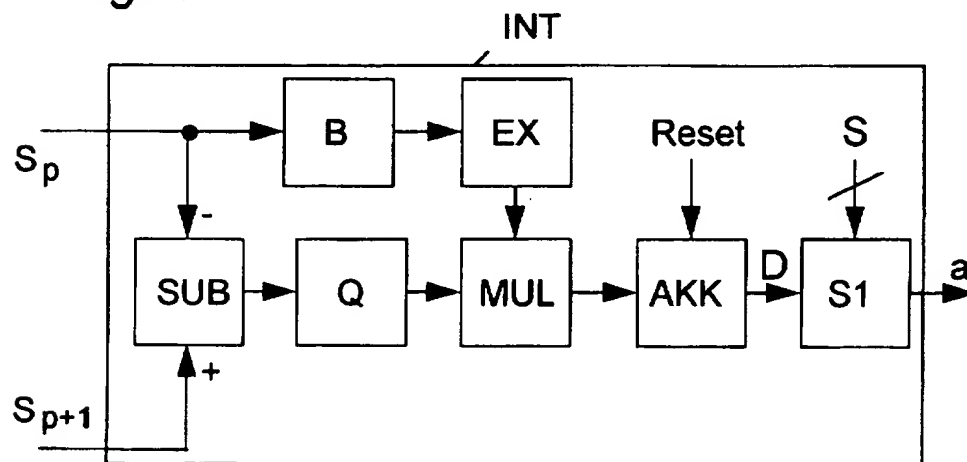 INT
B
EX
Reset
S
Sp
-
SUB
Q
MUL
AKK
D
S1
a
+
Sp+1